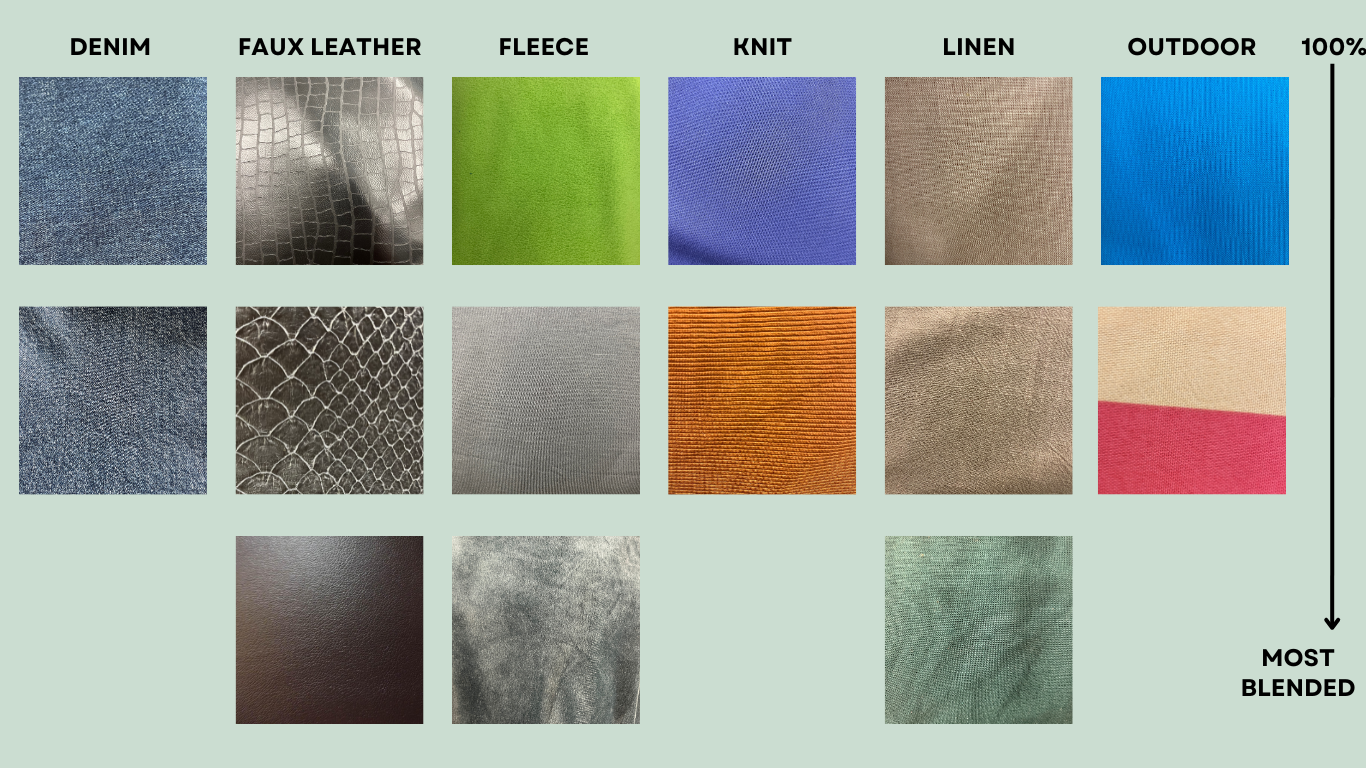 DENIM
FAUX LEATHER
FLEECE
KNIT
LINEN
OUTDOOR
100%
MOST
BLENDED